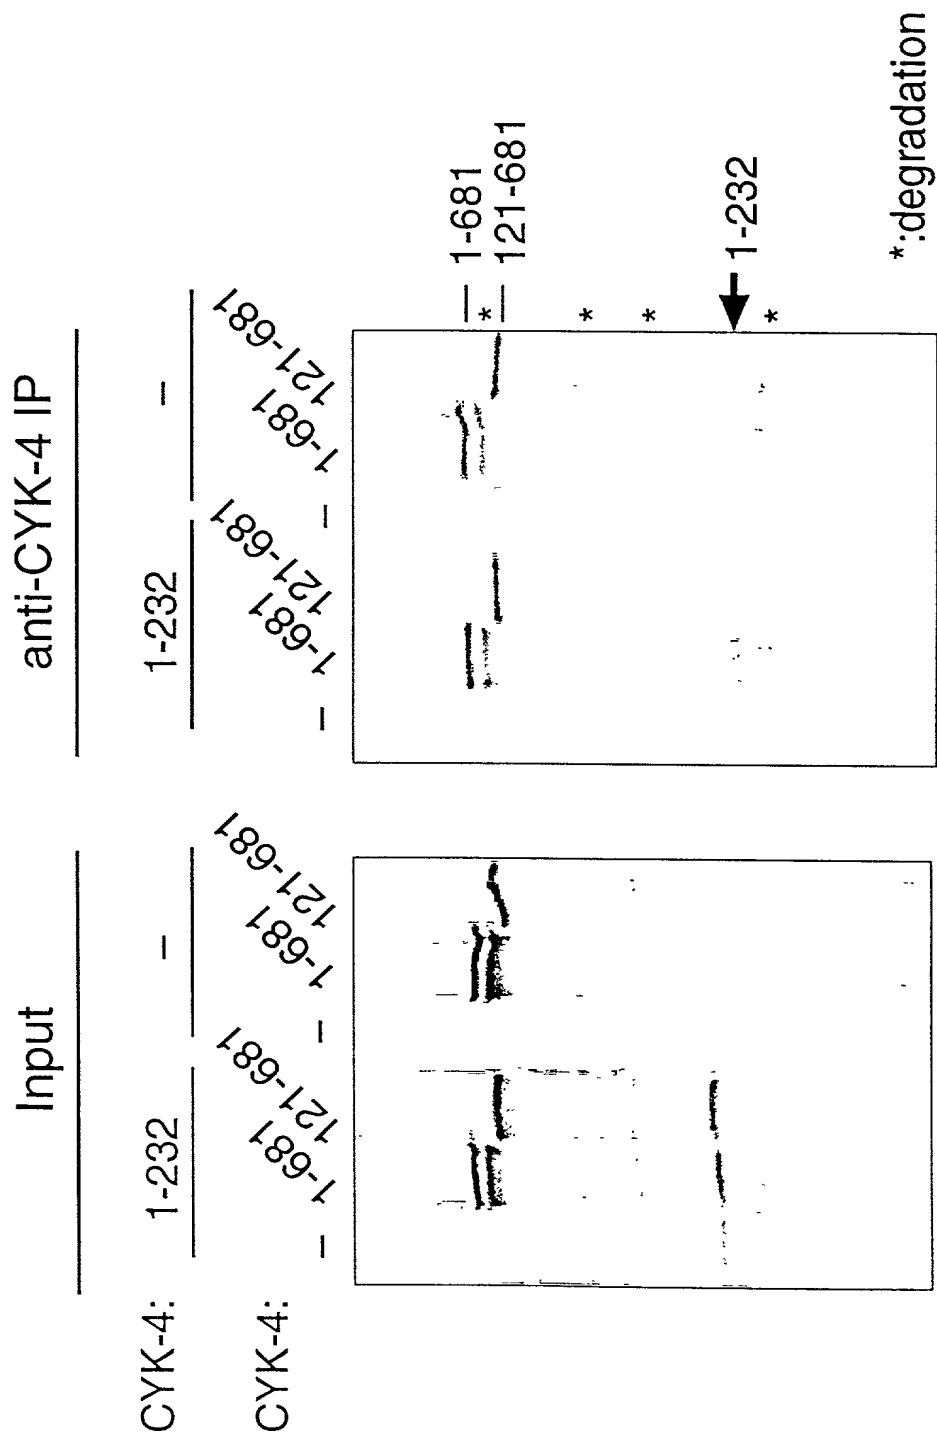 Input anti-CYK-4 IP
CYK-4: 1-232 – 1-232 –
CYK-4: – 1-681 121-681 – 1-681 121-681 – 1-681 121-681 – 1-681 121-681
1-681
*
121-681
*
*
1-232
*
*:degradation